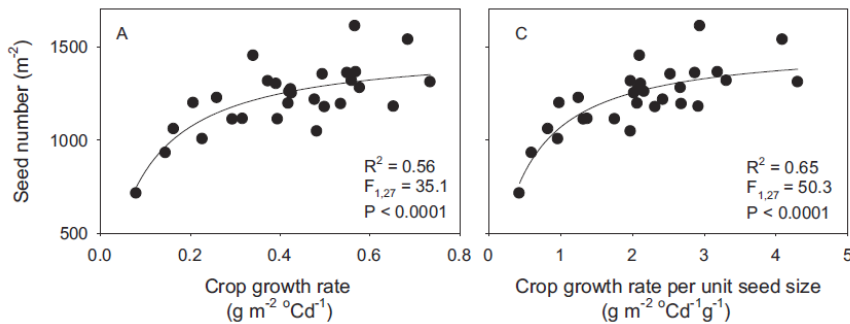 A
C
Seed number (m⁻²)
1500
1000
500
R² = 0.56
F₁,₂₇ = 35.1
P < 0.0001
R² = 0.65
F₁,₂₇ = 50.3
P < 0.0001
0.0 0.2 0.4 0.6 0.8
0 1 2 3 4 5
Crop growth rate
(g m⁻² ºCd⁻¹)
Crop growth rate per unit seed size
(g m⁻² ºCd⁻¹g⁻¹)